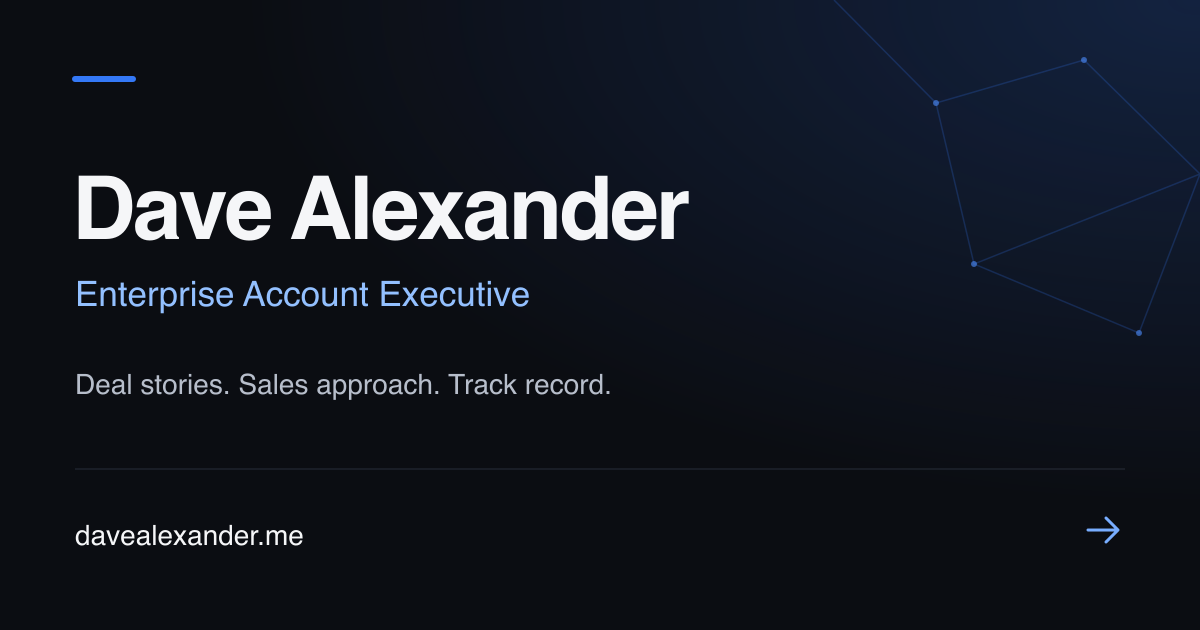 Dave Alexander
Enterprise Account Executive
Deal stories. Sales approach. Track record.
davealexander.me